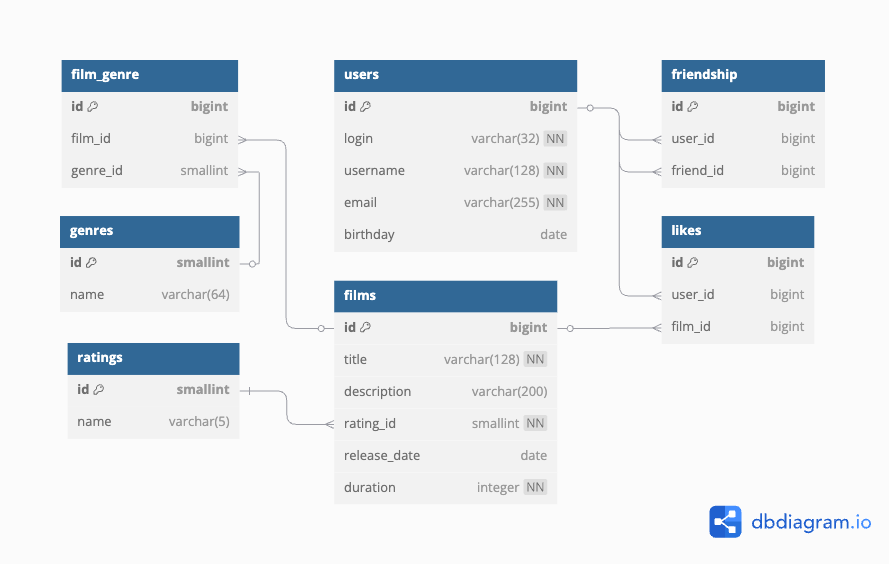 film_genre
id bigint
film_id bigint
genre_id smallint
genres
id smallint
name varchar(64)
ratings
id smallint
name varchar(5)
users
id bigint
login varchar(32) NN
username varchar(128) NN
email varchar(255) NN
birthday date
films
id bigint
title varchar(128) NN
description varchar(200)
rating_id smallint NN
release_date date
duration integer NN
friendship
id bigint
user_id bigint
friend_id bigint
likes
id bigint
user_id bigint
film_id bigint
dbdiagram.io